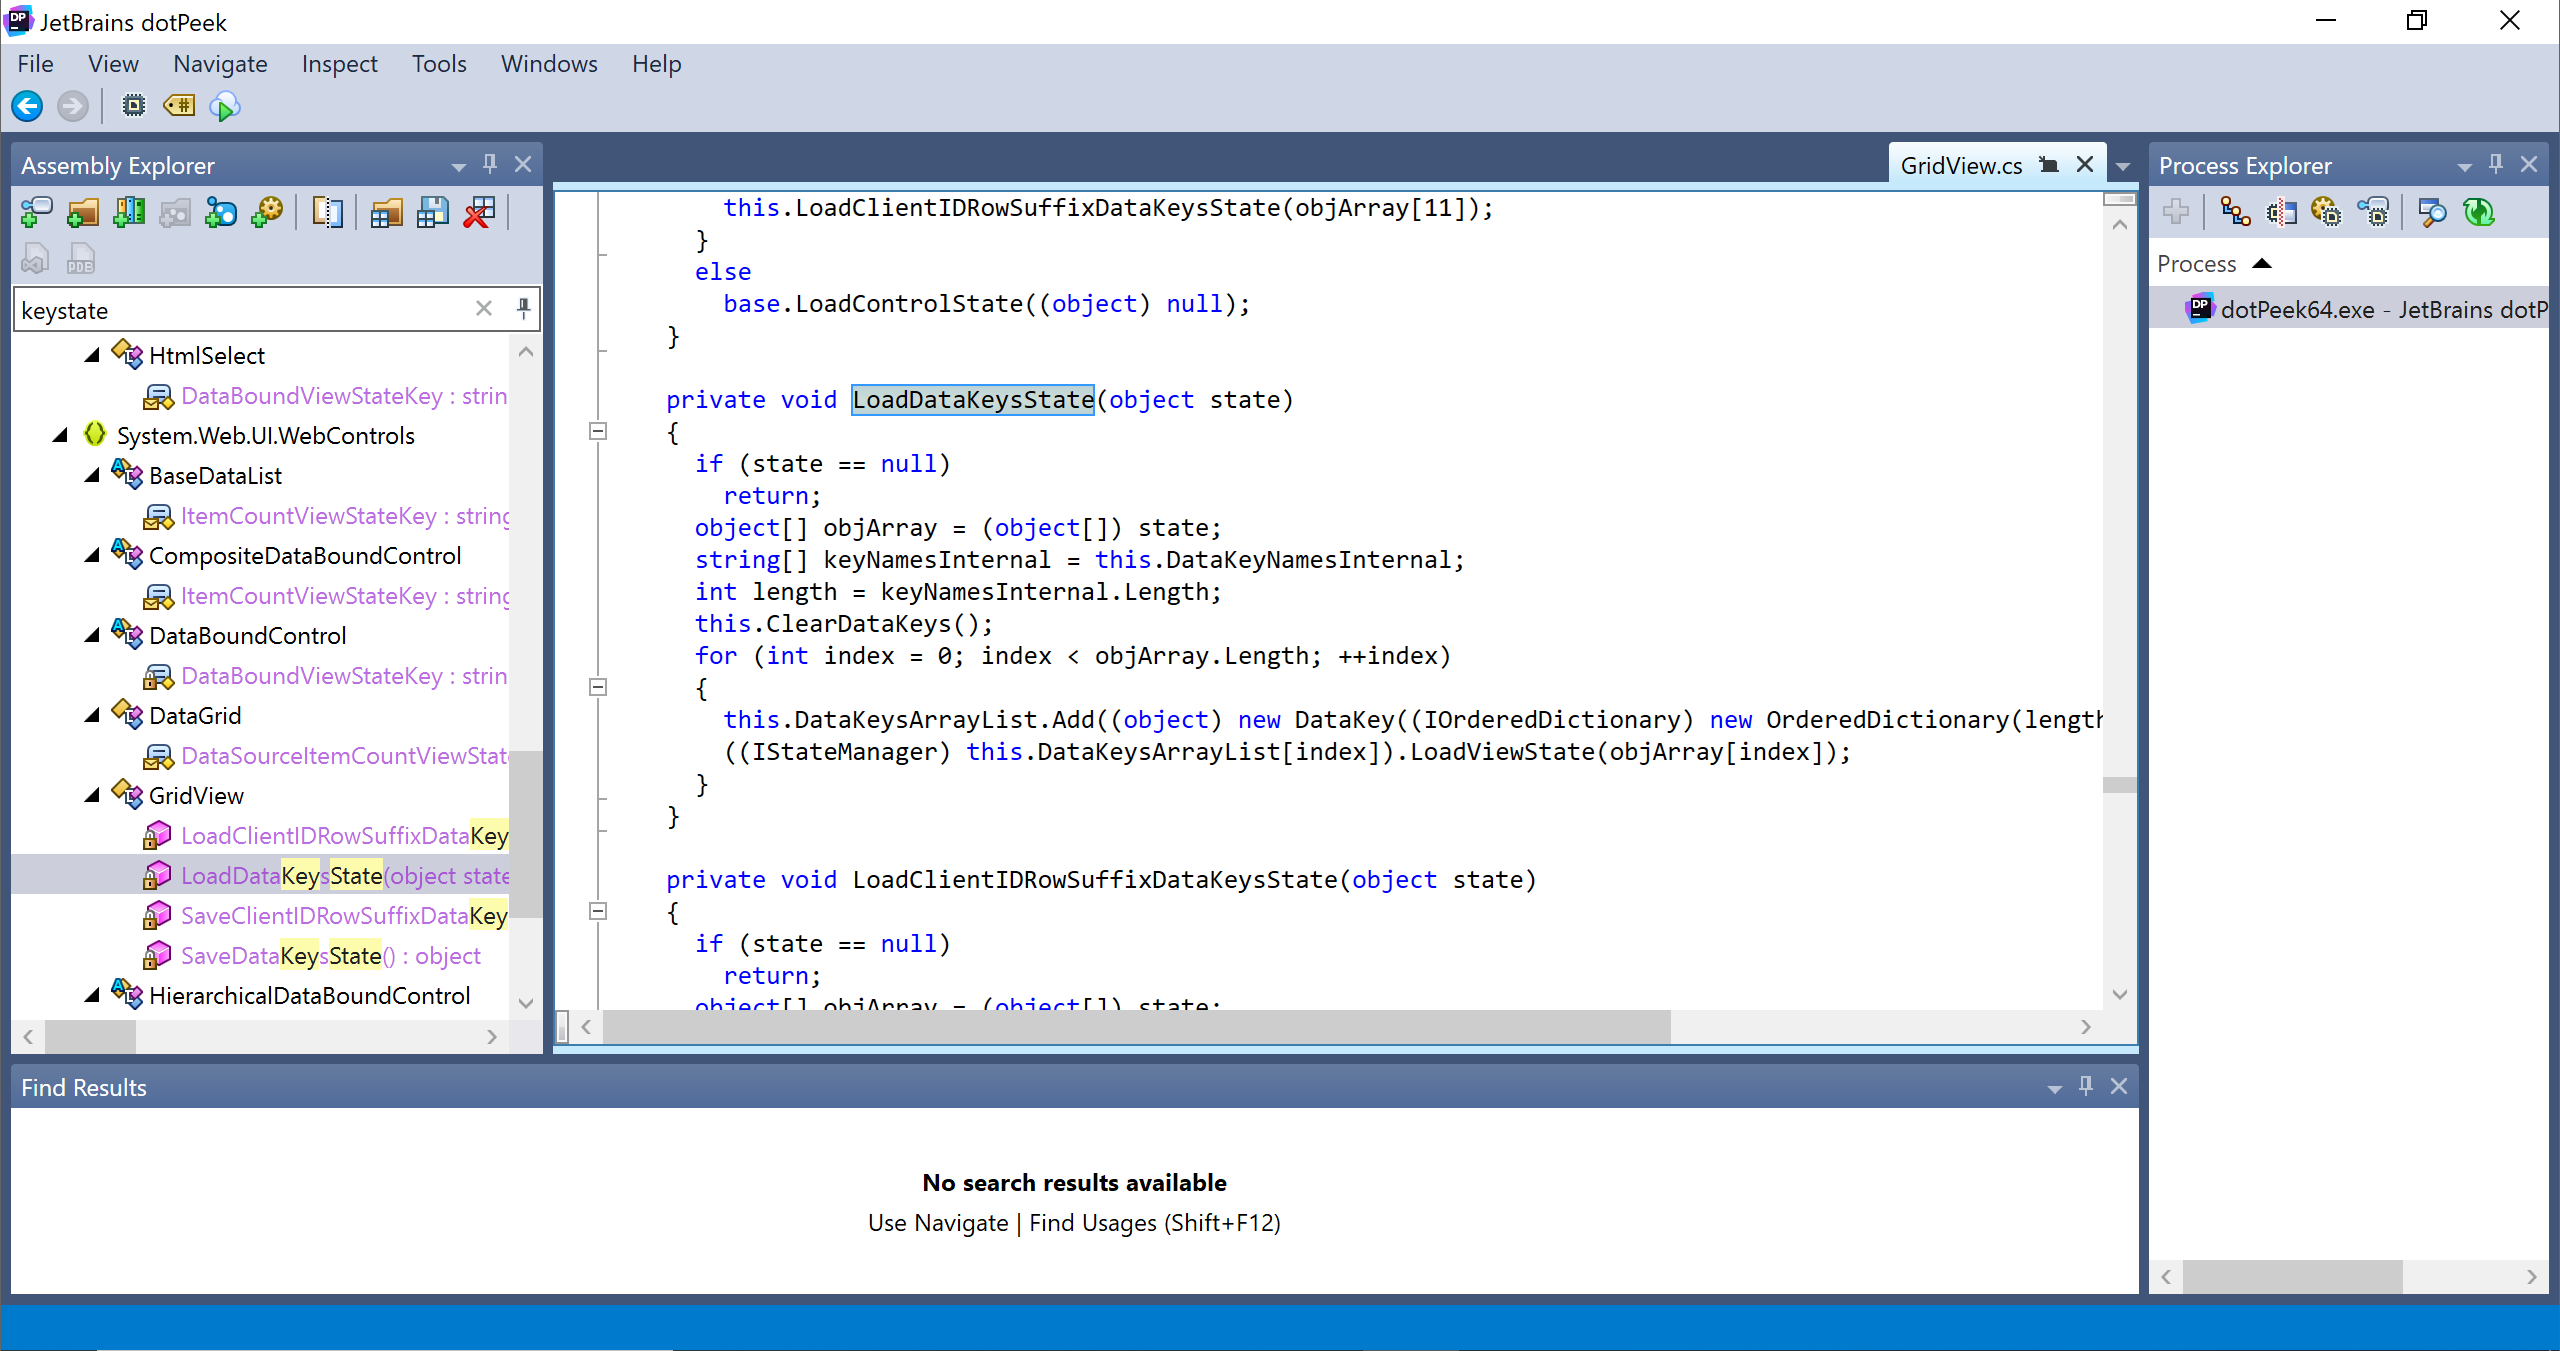 JetBrains dotPeek
File View Navigate Inspect Tools Windows Help
Assembly Explorer
keystate
HtmlSelect
DataBoundViewStateKey : strin
System.Web.UI.WebControls
BaseDataList
ItemCountViewStateKey : string
CompositeDataBoundControl
ItemCountViewStateKey : string
DataBoundControl
DataBoundViewStateKey : strin
DataGrid
DataSourceItemCountViewState
GridView
LoadClientIDRowSuffixDataKey
LoadDataKeysState(object state
SaveClientIDRowSuffixDataKey
SaveDataKeysState() : object
HierarchicalDataBoundControl
GridView.cs
this.LoadClientIDRowSuffixDataKeysState(objArray[11]);
}
else
base.LoadControlState((object) null);
}
private void LoadDataKeysState(object state)
{
if (state == null)
return;
object[] objArray = (object[]) state;
string[] keyNamesInternal = this.DataKeyNamesInternal;
int length = keyNamesInternal.Length;
this.ClearDataKeys();
for (int index = 0; index < objArray.Length; ++index)
{
this.DataKeysArrayList.Add((object) new DataKey((IOrderedDictionary) new OrderedDictionary(length
((IStateManager) this.DataKeysArrayList[index]).LoadViewState(objArray[index]);
}
}
private void LoadClientIDRowSuffixDataKeysState(object state)
{
if (state == null)
return;
object[] objArray = (object[]) state;
Process Explorer
Process
dotPeek64.exe - JetBrains dotP
Find Results
No search results available
Use Navigate | Find Usages (Shift+F12)